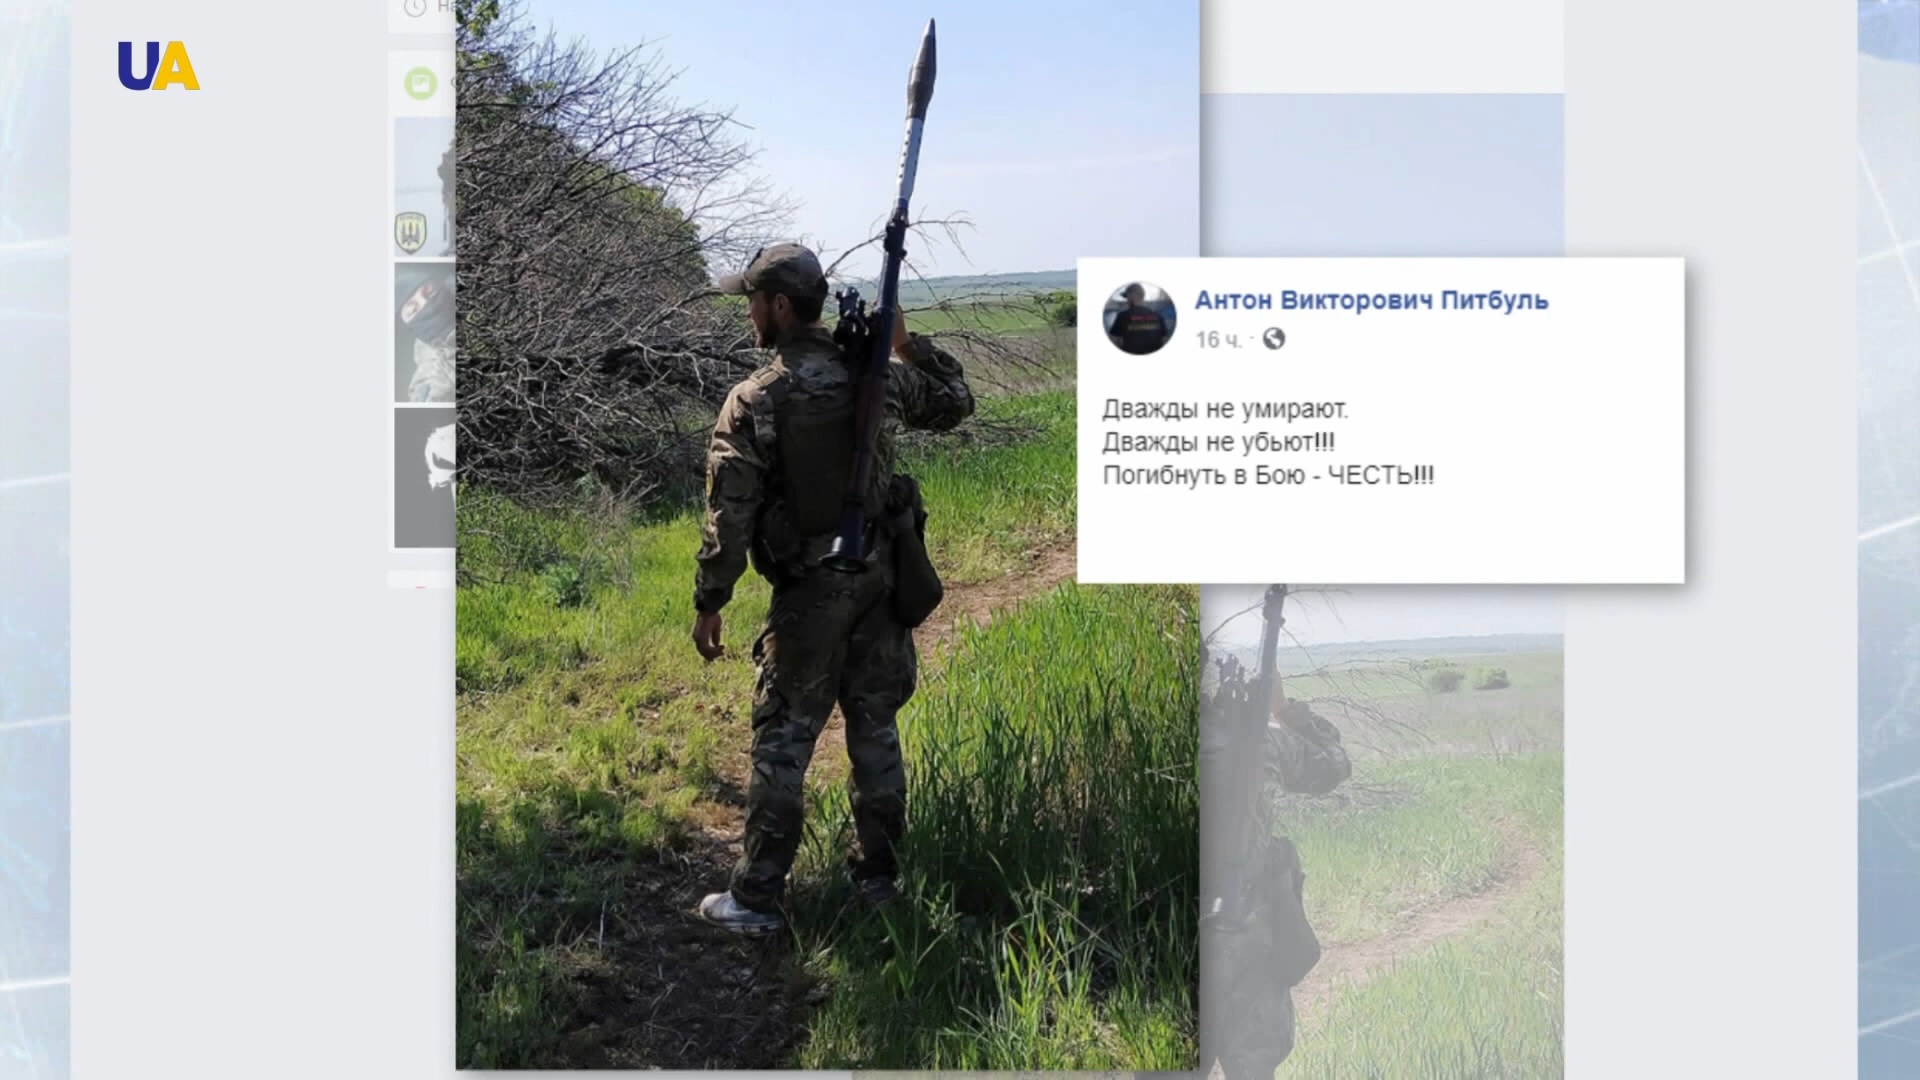 UA
Антон Викторович Питбуль
16 ч.
Дважды не умирают.
Дважды не убьют!!!
Погибнуть в Бою - ЧЕСТЬ!!!